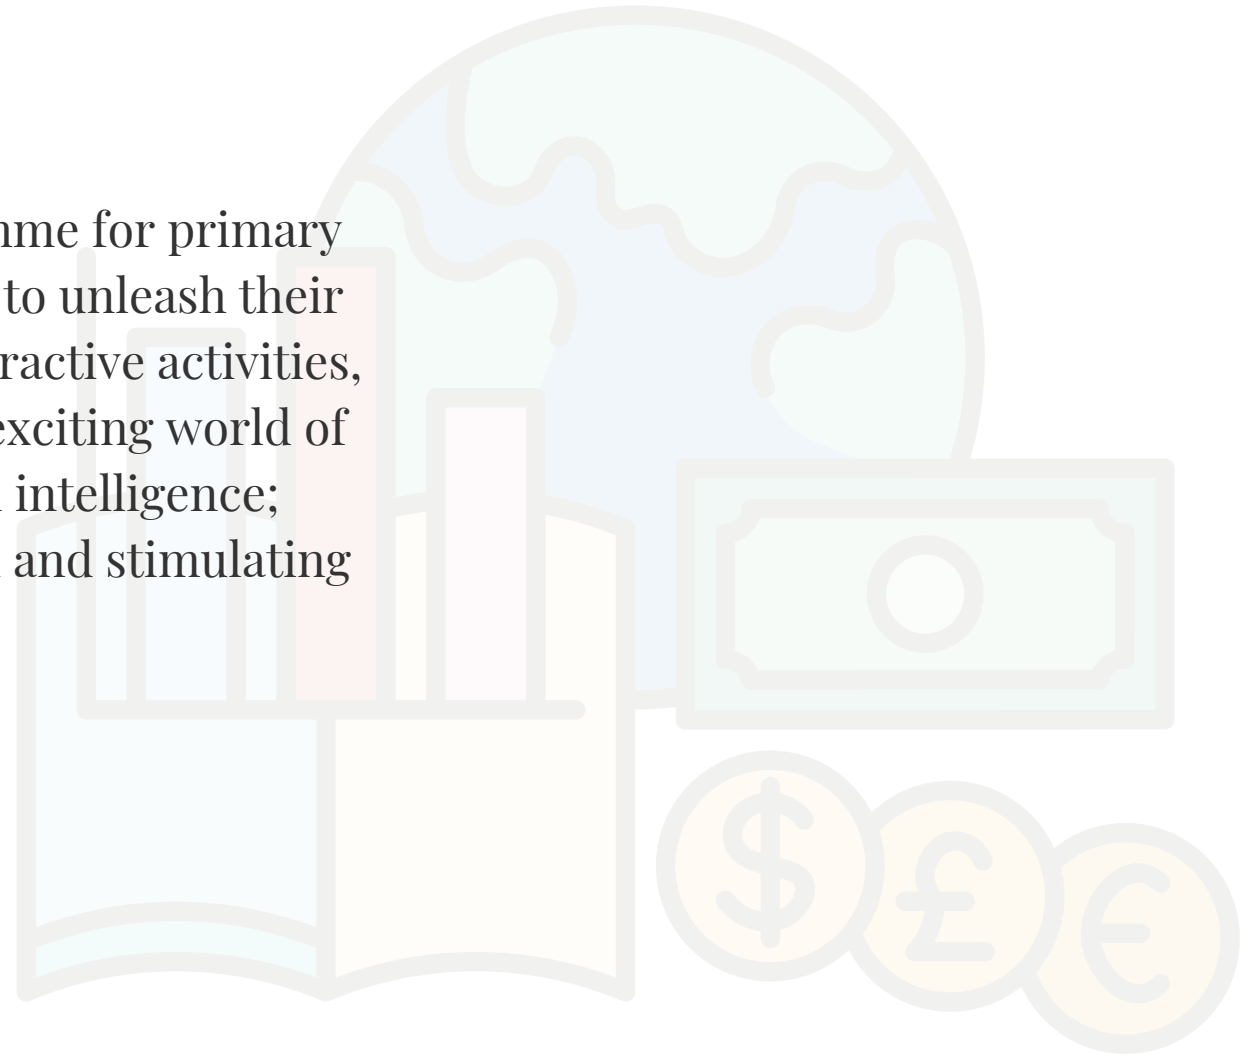 mme for primary
to unleash their
ractive activities,
exciting world of
intelligence;
and stimulating
$
£
€